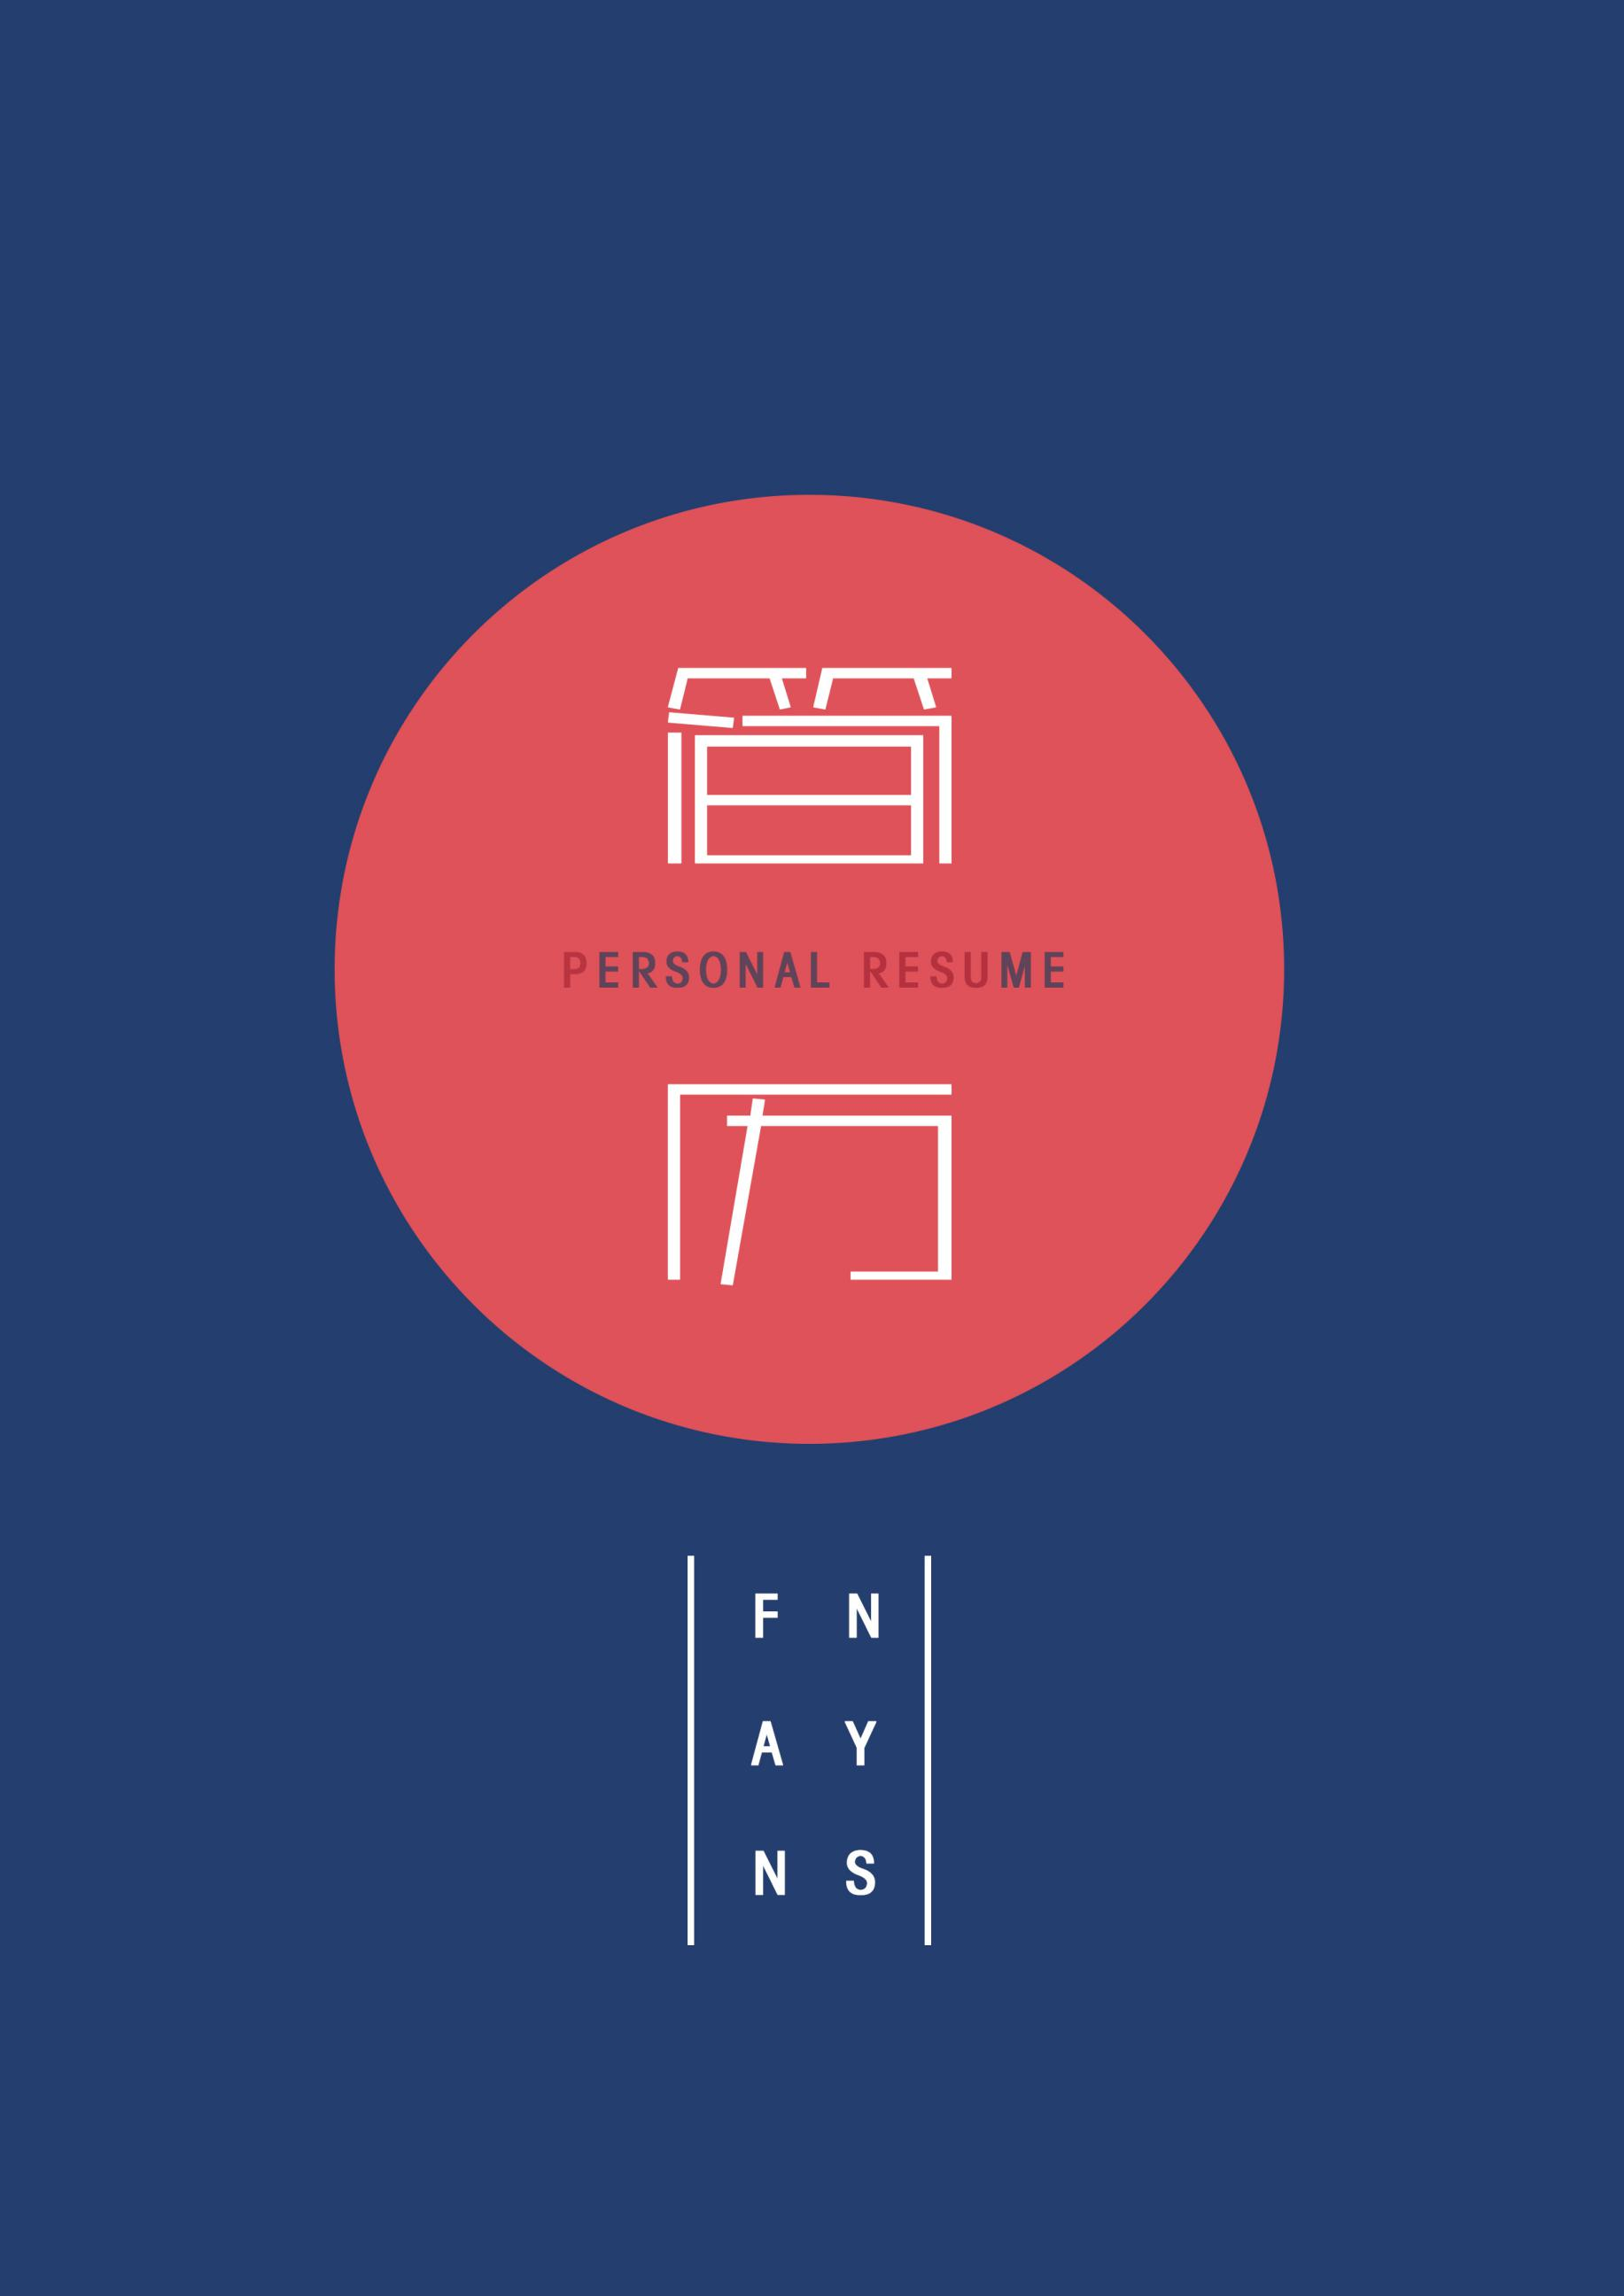 简
PERSONAL RESUME
历
F N
A Y
N S